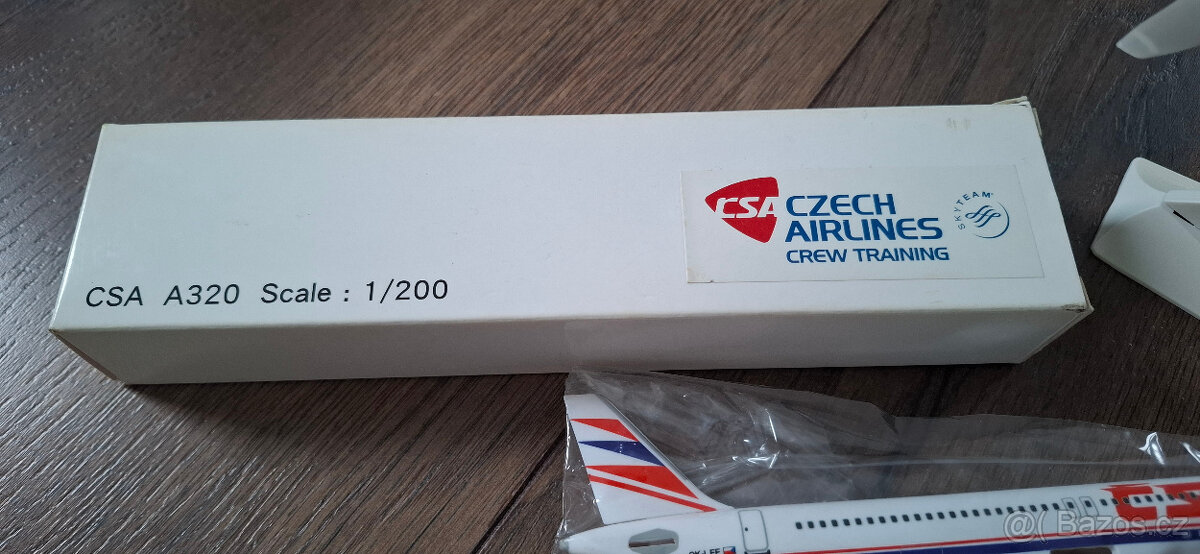 CSA CZECH
AIRLINES
CREW TRAINING
SKYTEAM
CSA A320 Scale : 1/200
@( Bazos.cz